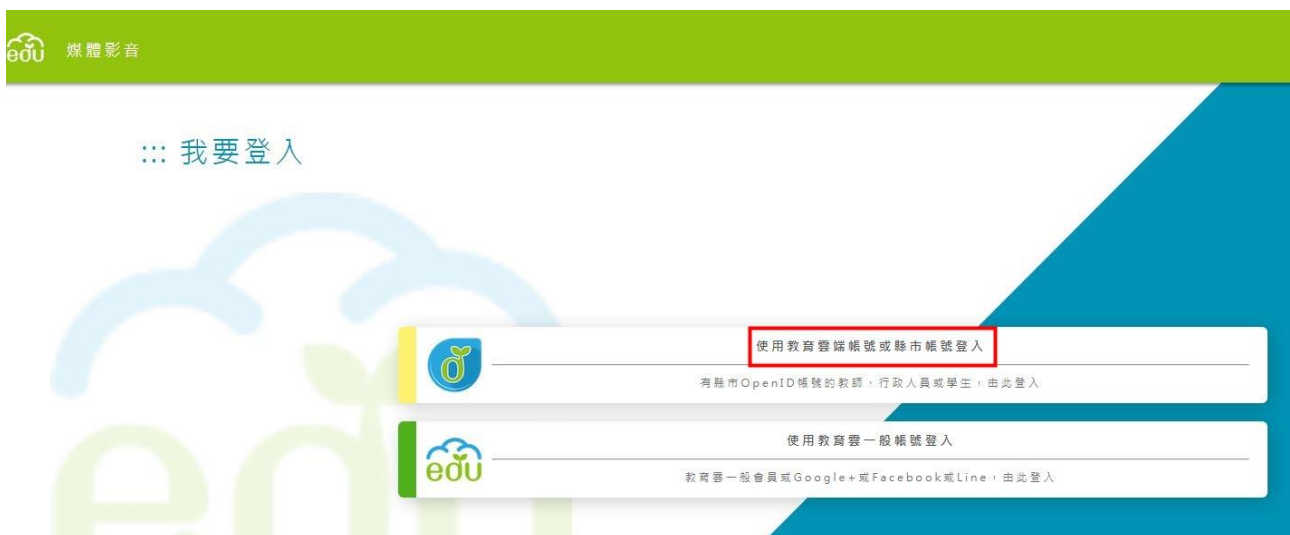 edu 媒體影音
::: 我要登入
使用教育雲端帳號或縣市帳號登入
有縣市OpenID帳號的教師、行政人員或學生，由此登入
edu
使用教育雲一般帳號登入
教育雲一般會員或Google+或Facebook或Line，由此登入
edu